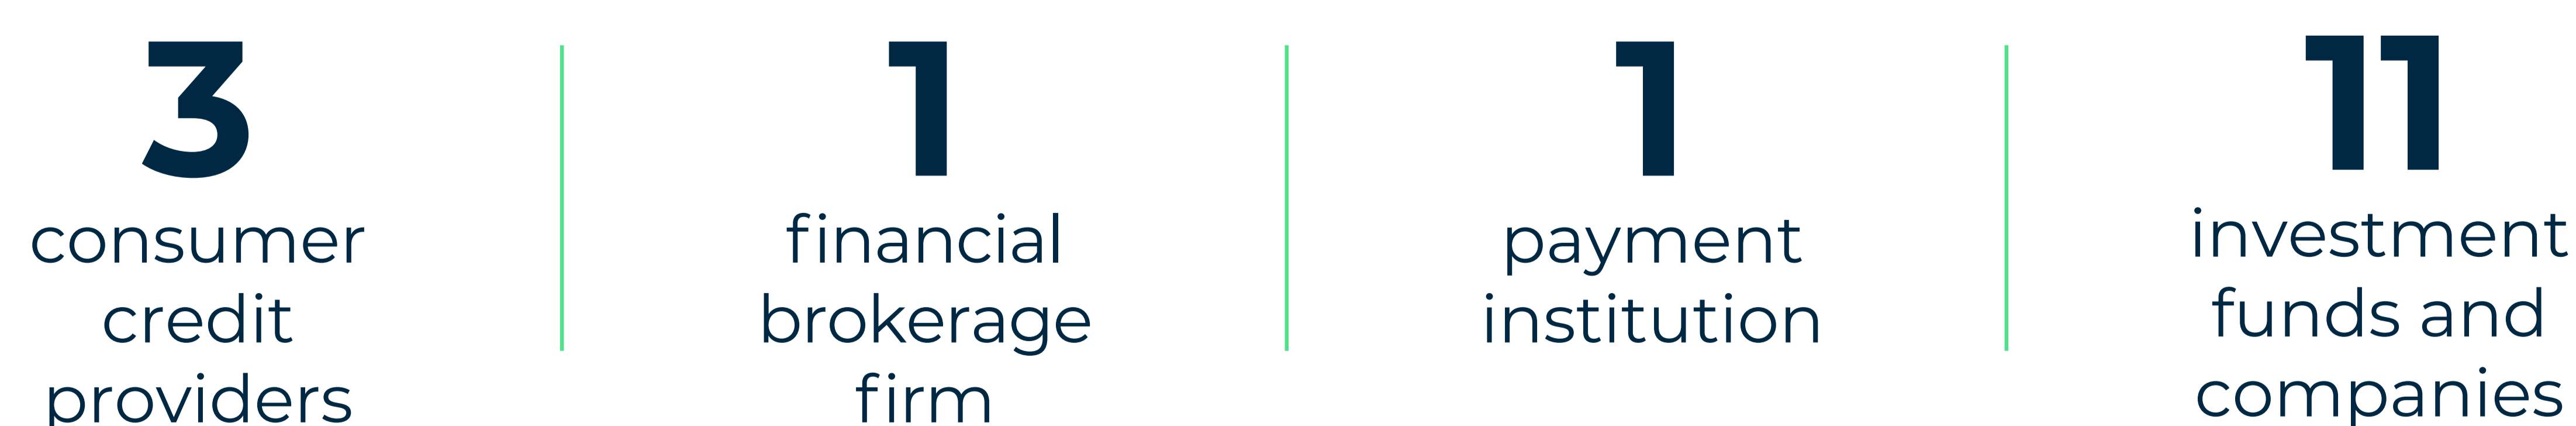 3
consumer
credit
providers
1
financial
brokerage
firm
1
payment
institution
11
investment
funds and
companies